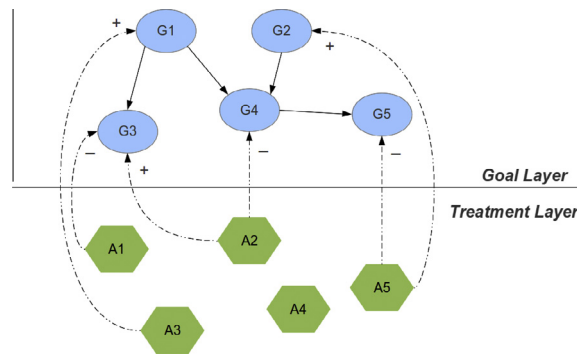 +
G1
G2
+
G4
G5
G3
−
+
−
−
Goal Layer
Treatment Layer
A1
A2
A5
A4
A3